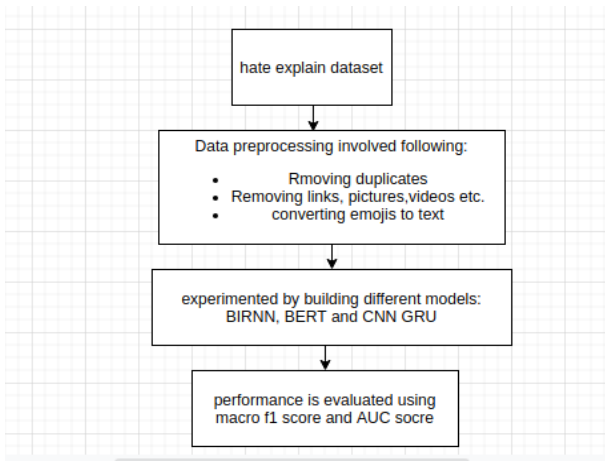 hate explain dataset
Data preprocessing involved following:
• Rmoving duplicates
• Removing links, pictures,videos etc.
• converting emojis to text
experimented by building different models:
BIRNN, BERT and CNN GRU
performance is evaluated using
macro f1 score and AUC socre